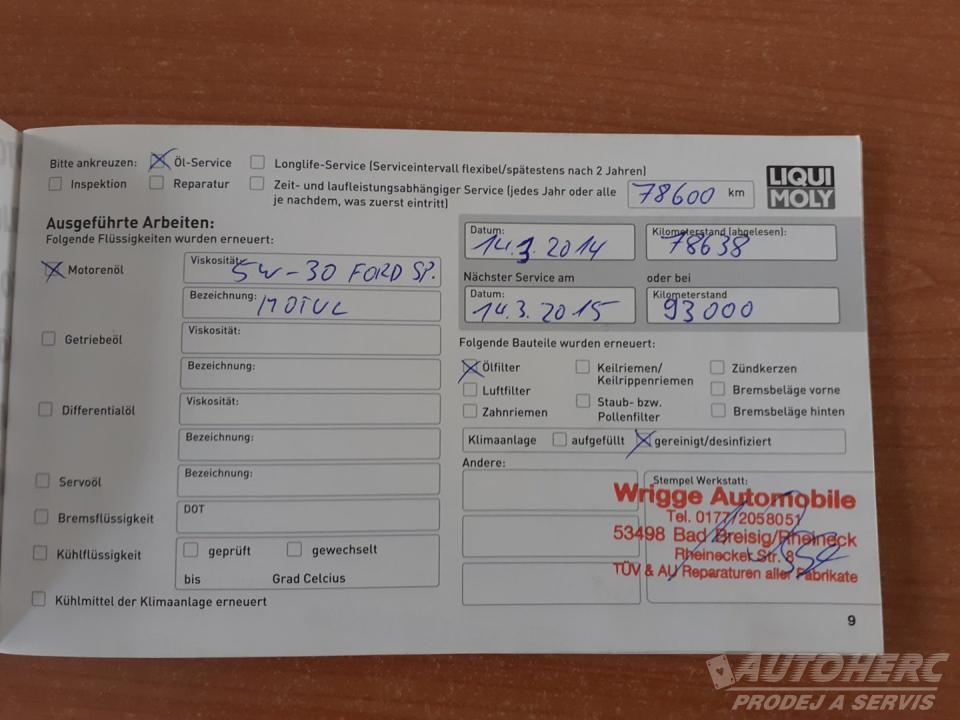 Bitte ankreuzen: Öl-Service Longlife-Service (Serviceintervall flexibel/spätestens nach 2 Jahren)
Inspektion Reparatur Zeit- und laufleistungsabhängiger Service (jedes Jahr oder alle
je nachdem, was zuerst eintritt) 78600 km
LIQUI
MOLY
Ausgeführte Arbeiten:
Folgende Flüssigkeiten wurden erneuert:
Motorenöl
Viskosität: 5W-30 FORD SP.
Bezeichnung: MOTUL
Getriebeöl
Viskosität:
Bezeichnung:
Differentialöl
Viskosität:
Bezeichnung:
Servoöl
Bezeichnung:
Bremsflüssigkeit
DOT
Kühlflüssigkeit
geprüft gewechselt
bis Grad Celcius
Kühlmittel der Klimaanlage erneuert
Datum: 14.3.2014
Kilometerstand (abgelesen): 78638
Nächster Service am oder bei
Datum: 14.3.2015
Kilometerstand 93000
Folgende Bauteile wurden erneuert:
Ölfilter Keilriemen/ Zündkerzen
Keilrippenriemen
Luftfilter Bremsbeläge vorne
Staub- bzw.
Zahnriemen Pollenfilter Bremsbeläge hinten
Klimaanlage aufgefüllt gereinigt/desinfiziert
Andere:
Stempel Werkstatt:
Wrigge Automobile
Tel. 0177/2058051
53498 Bad Breisig/Rheineck
Rheinecker Str. 8
TÜV & AU Reparaturen aller Fabrikate
9
AUTOHERC
PRODEJ A SERVIS